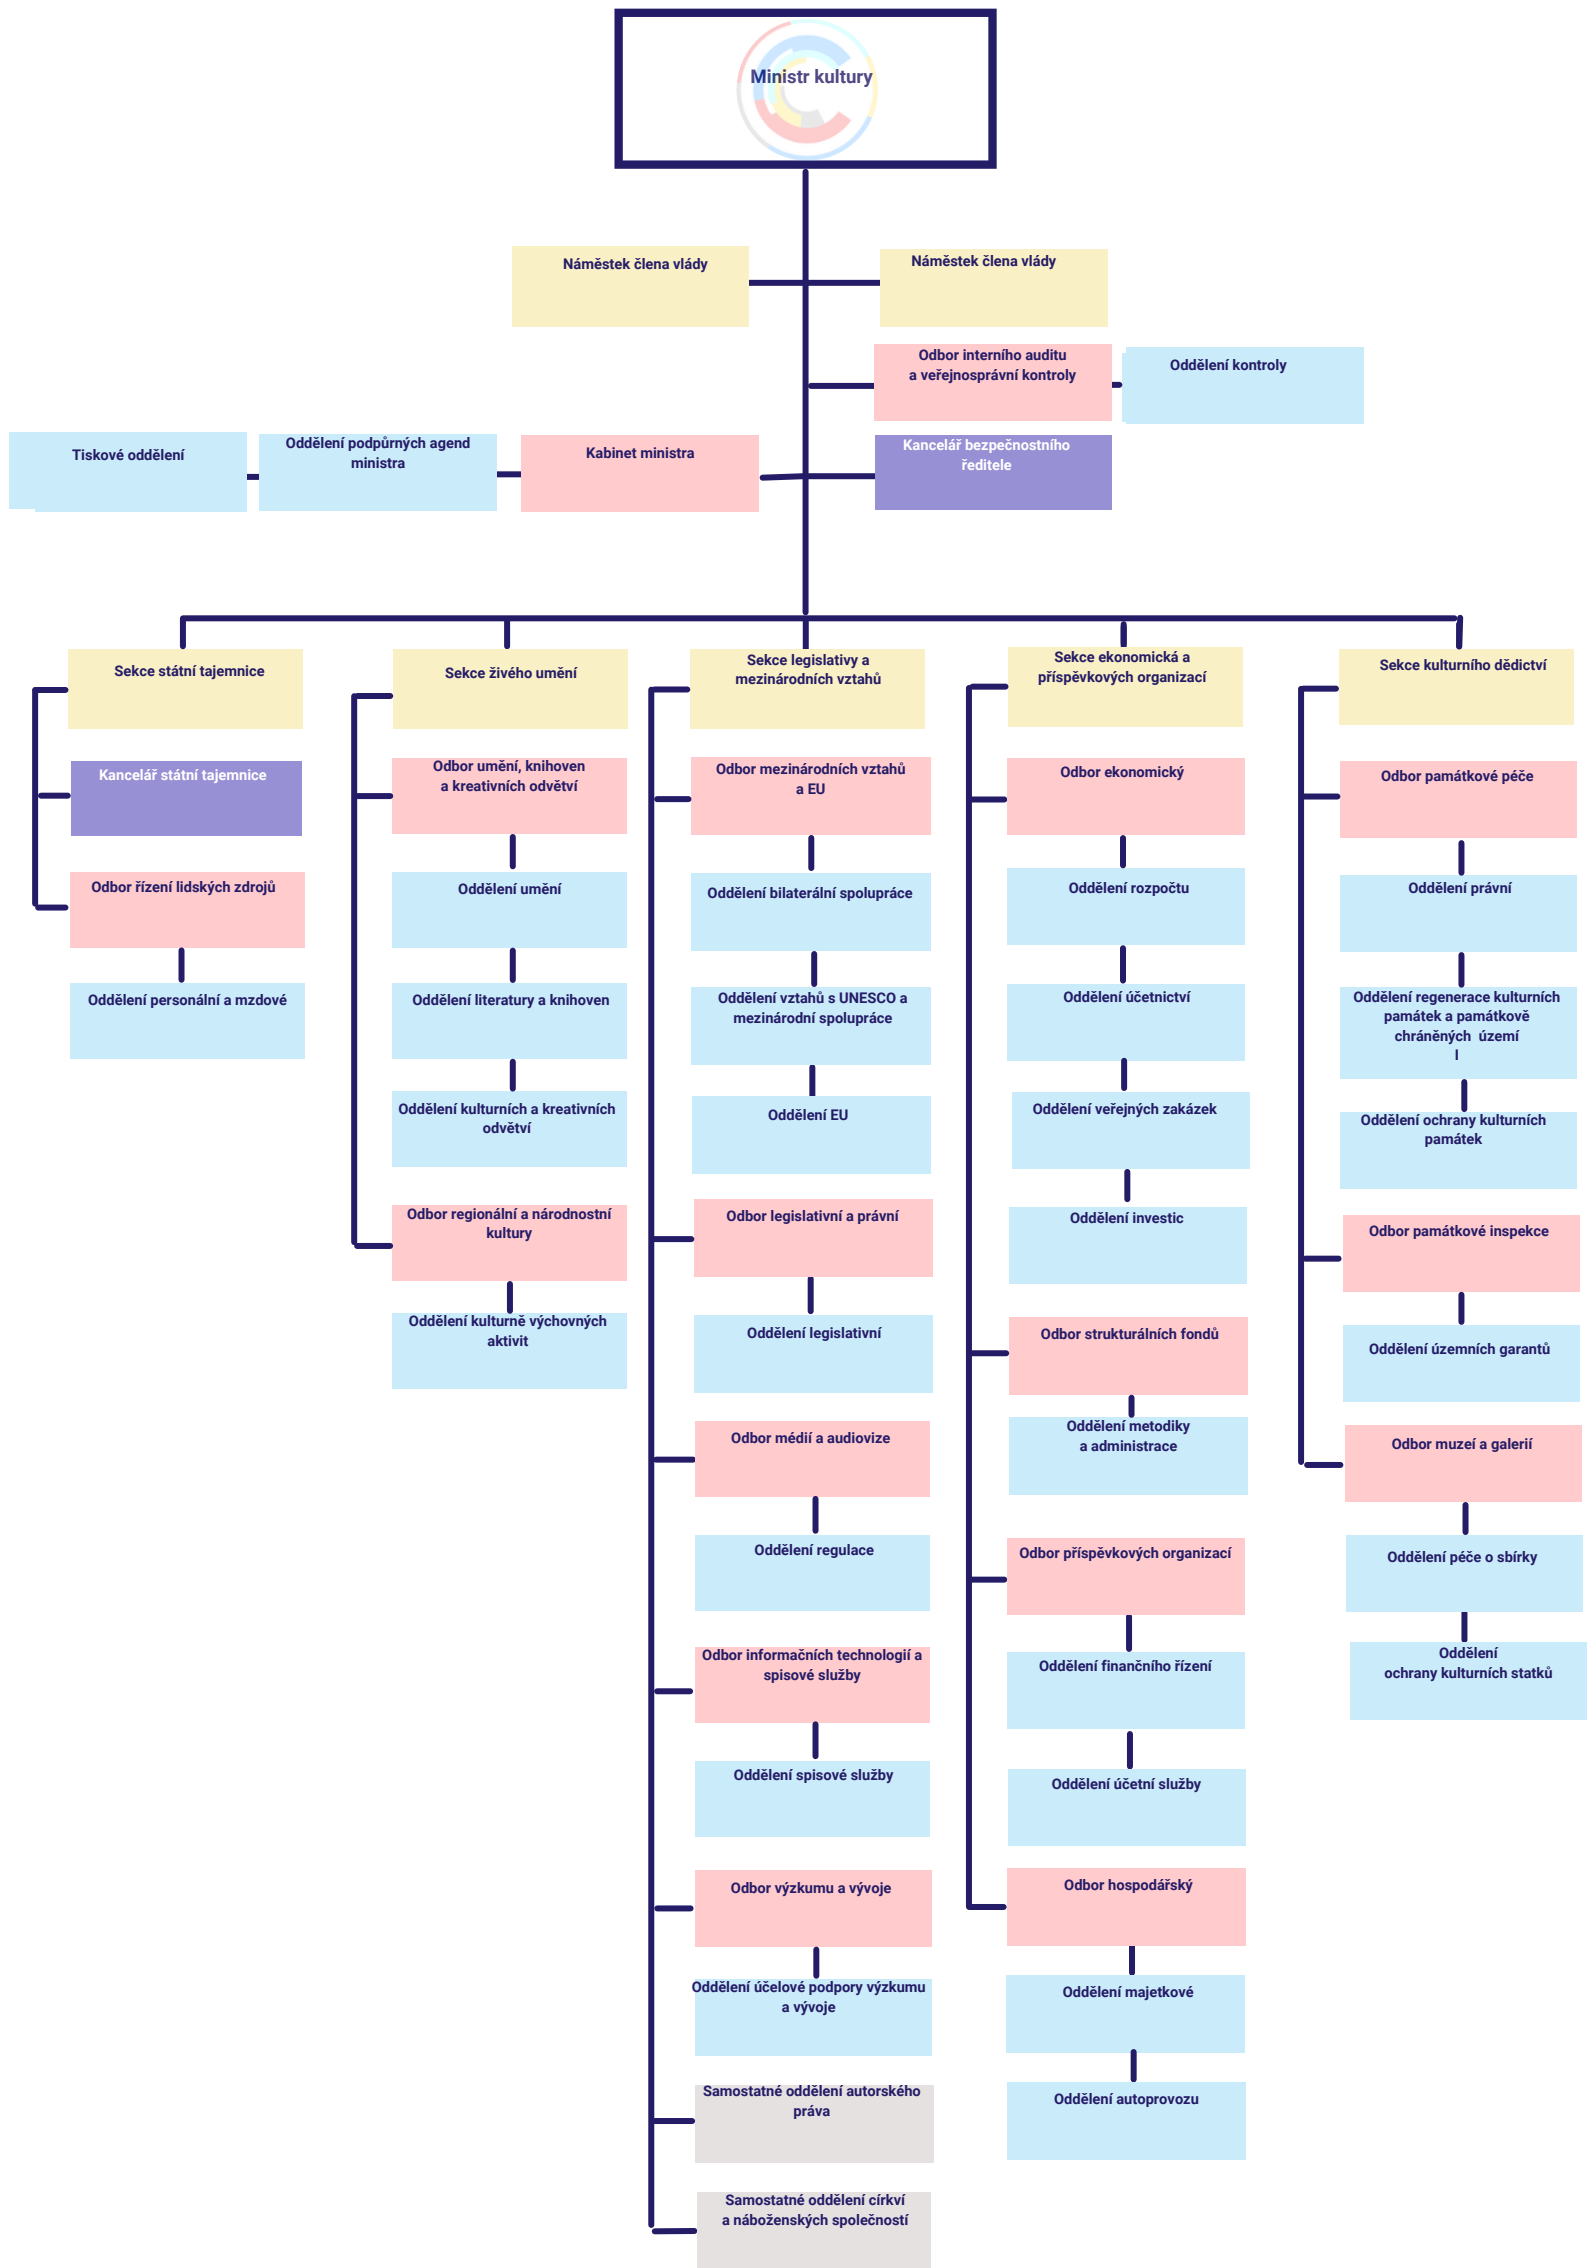 Ministr kultury
Náměstek člena vlády
Náměstek člena vlády
Odbor interního auditu
a veřejnosprávní kontroly
Oddělení kontroly
Tiskové oddělení
Oddělení podpůrných agend
ministra
Kabinet ministra
Kancelář bezpečnostního
ředitele
Sekce státní tajemnice
Kancelář státní tajemnice
Odbor řízení lidských zdrojů
Oddělení personální a mzdové
Sekce živého umění
Odbor umění, knihoven
a kreativních odvětví
Oddělení umění
Oddělení literatury a knihoven
Oddělení kulturních a kreativních
odvětví
Odbor regionální a národnostní
kultury
Oddělení kulturně výchovných
aktivit
Sekce legislativy a
mezinárodních vztahů
Odbor mezinárodních vztahů
a EU
Oddělení bilaterální spolupráce
Oddělení vztahů s UNESCO a
mezinárodní spolupráce
Oddělení EU
Odbor legislativní a právní
Oddělení legislativní
Odbor médií a audiovize
Oddělení regulace
Odbor informačních technologií a
spisové služby
Oddělení spisové služby
Odbor výzkumu a vývoje
Oddělení účelové podpory výzkumu
a vývoje
Samostatné oddělení autorského
práva
Samostatné oddělení církví
a náboženských společností
Sekce ekonomická a
příspěvkových organizací
Odbor ekonomický
Oddělení rozpočtu
Oddělení účetnictví
Oddělení veřejných zakázek
Oddělení investic
Odbor strukturálních fondů
Oddělení metodiky
a administrace
Odbor příspěvkových organizací
Oddělení finančního řízení
Oddělení účetní služby
Odbor hospodářský
Oddělení majetkové
Oddělení autoprovozu
Sekce kulturního dědictví
Odbor památkové péče
Oddělení právní
Oddělení regenerace kulturních
památek a památkově
chráněných  území
l
Oddělení ochrany kulturních
památek
Odbor památkové inspekce
Oddělení územních garantů
Odbor muzeí a galerií
Oddělení péče o sbírky
Oddělení
ochrany kulturních statků